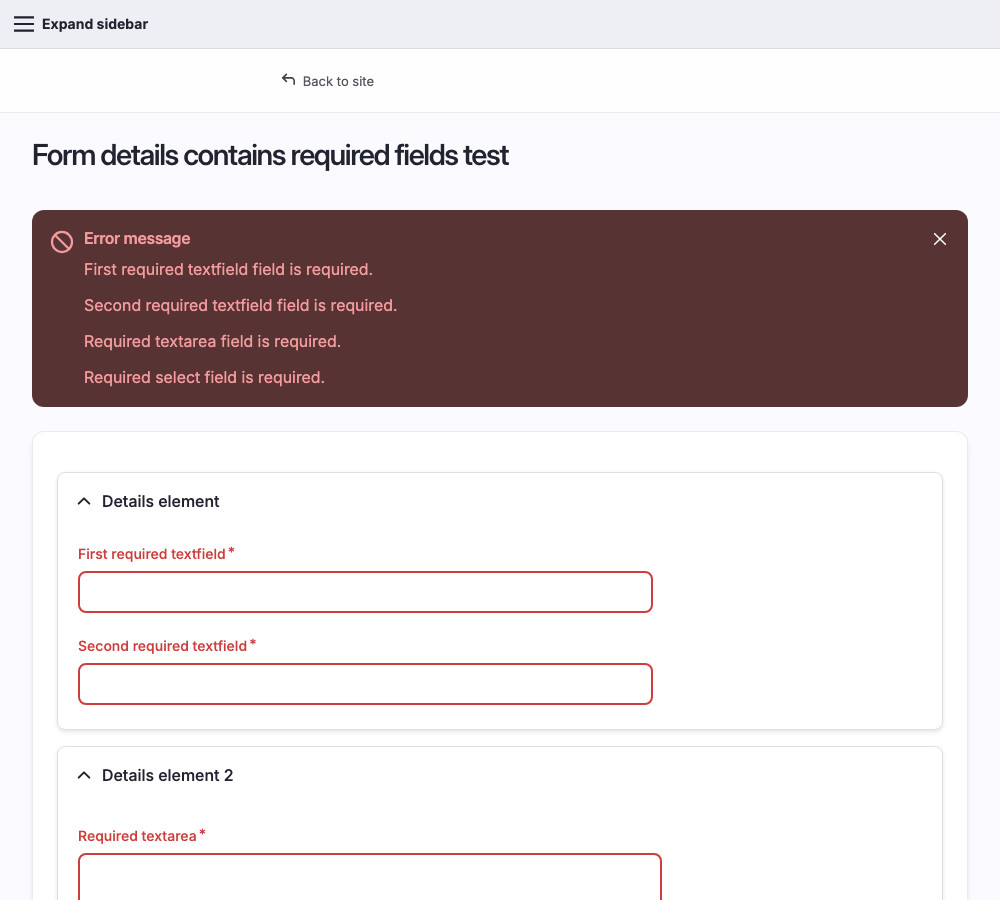 Expand sidebar
Back to site
Form details contains required fields test
Error message
First required textfield field is required.
Second required textfield field is required.
Required textarea field is required.
Required select field is required.
Details element
First required textfield*
Second required textfield*
Details element 2
Required textarea*